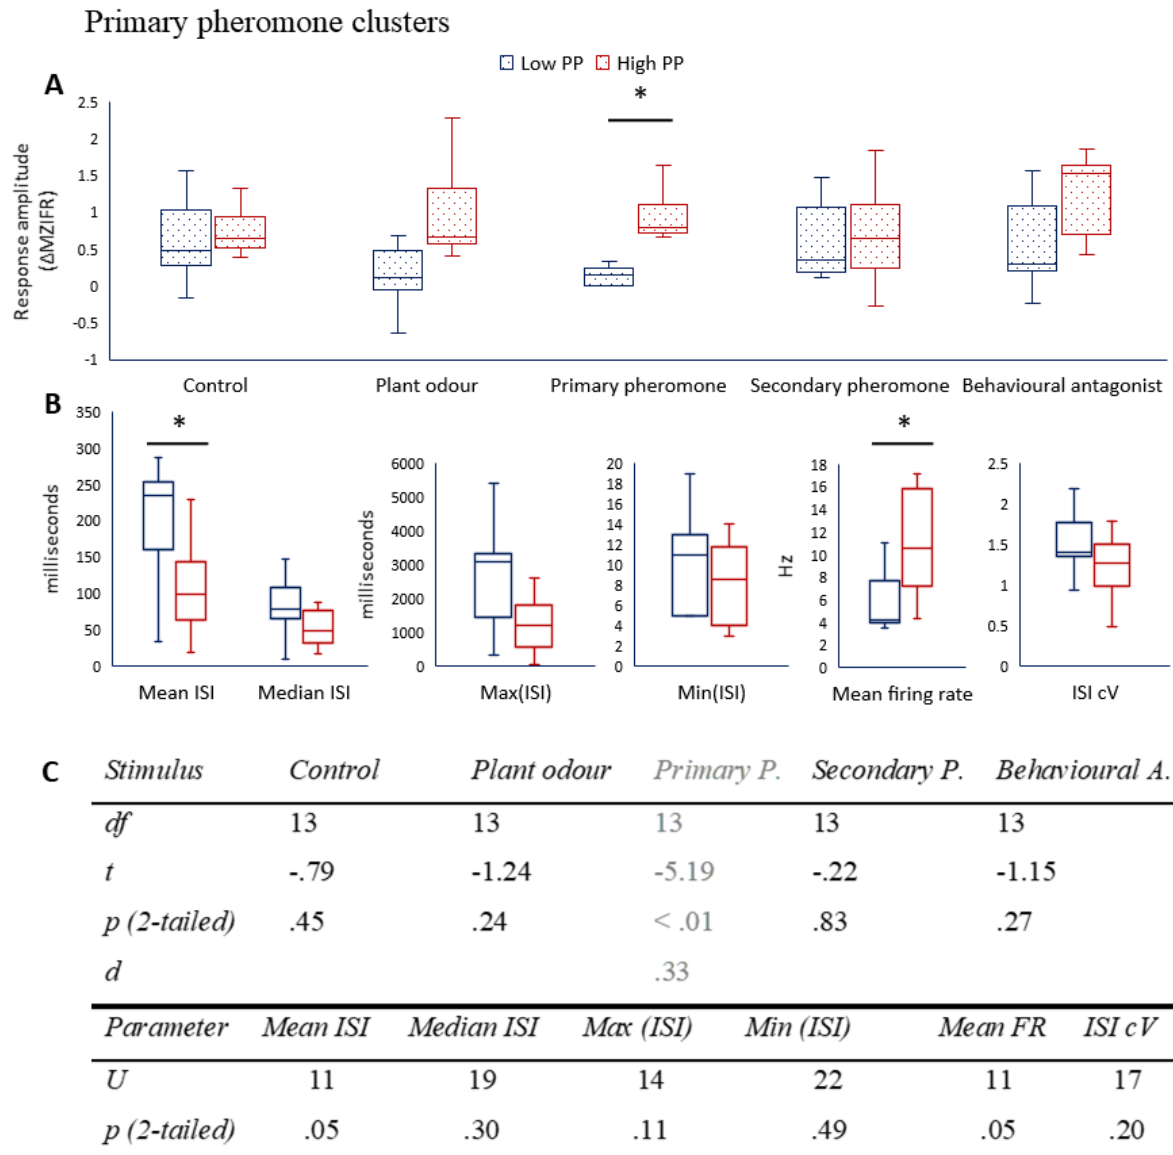 Primary pheromone clusters
Low PP High PP
A
*
Response amplitude
(ΔMZIFR)
2.5
2
1.5
1
0.5
0
-0.5
-1
Control Plant odour Primary pheromone Secondary pheromone Behavioural antagonist
B
*
milliseconds
350
300
250
200
150
100
50
0
Mean ISI Median ISI
milliseconds
6000
5000
4000
3000
2000
1000
0
Max(ISI)
20
18
16
14
12
10
8
6
4
2
0
Min(ISI)
*
Hz
18
16
14
12
10
8
6
4
2
0
Mean firing rate
2.5
2
1.5
1
0.5
0
ISI cV
C
Stimulus Control Plant odour Primary P. Secondary P. Behavioural A.
df 13 13 13 13 13
t -.79 -1.24 -5.19 -.22 -1.15
p (2-tailed) .45 .24 < .01 .83 .27
d .33
Parameter Mean ISI Median ISI Max (ISI) Min (ISI) Mean FR ISI cV
U 11 19 14 22 11 17
p (2-tailed) .05 .30 .11 .49 .05 .20